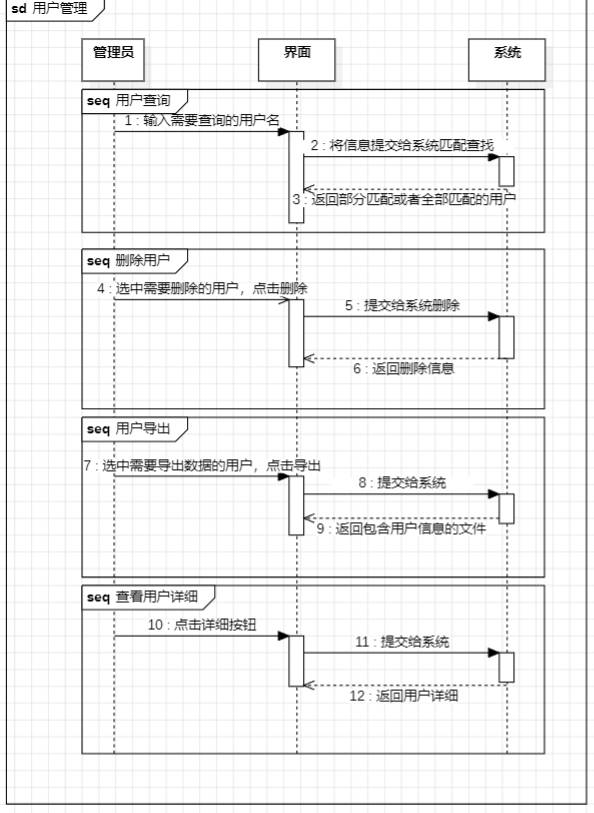 sd 用户管理
管理员
界面
系统
seq 用户查询
1 : 输入需要查询的用户名
2 : 将信息提交给系统匹配查找
3 : 返回部分匹配或者全部匹配的用户
seq 删除用户
4 : 选中需要删除的用户，点击删除
5 : 提交给系统删除
6 : 返回删除信息
seq 用户导出
7 : 选中需要导出数据的用户，点击导出
8 : 提交给系统
9 : 返回包含用户信息的文件
seq 查看用户详细
10 : 点击详细按钮
11 : 提交给系统
12 : 返回用户详细